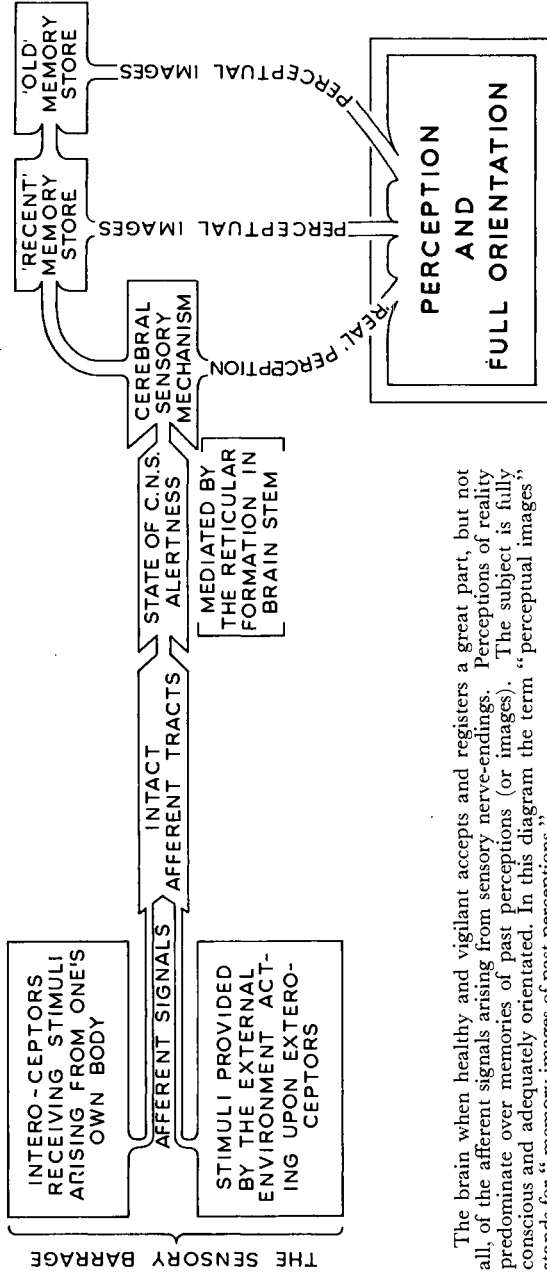 THE SENSORY BARRAGE
INTERO-CEPTORS
RECEIVING STIMULI
ARISING FROM ONE'S
OWN BODY
AFFERENT SIGNALS
STIMULI PROVIDED
BY THE EXTERNAL
ENVIRONMENT ACT-
ING UPON EXTERO-
CEPTORS
INTACT
AFFERENT TRACTS
STATE OF C.N.S.
ALERTNESS
MEDIATED BY
THE RETICULAR
FORMATION IN
BRAIN STEM
CEREBRAL
SENSORY
MECHANISM
'RECENT'
MEMORY
STORE
'OLD'
MEMORY
STORE
'REAL' PERCEPTION
PERCEPTUAL IMAGES
PERCEPTUAL IMAGES
PERCEPTION
AND
FULL ORIENTATION
The brain when healthy and vigilant accepts and registers a great part, but not
all, of the afferent signals arising from sensory nerve-endings. Perceptions of reality
predominate over memories of past perceptions (or images). The subject is fully
conscious and adequately orientated. In this diagram the term “perceptual images”
stands for “memory images of past perceptions.”